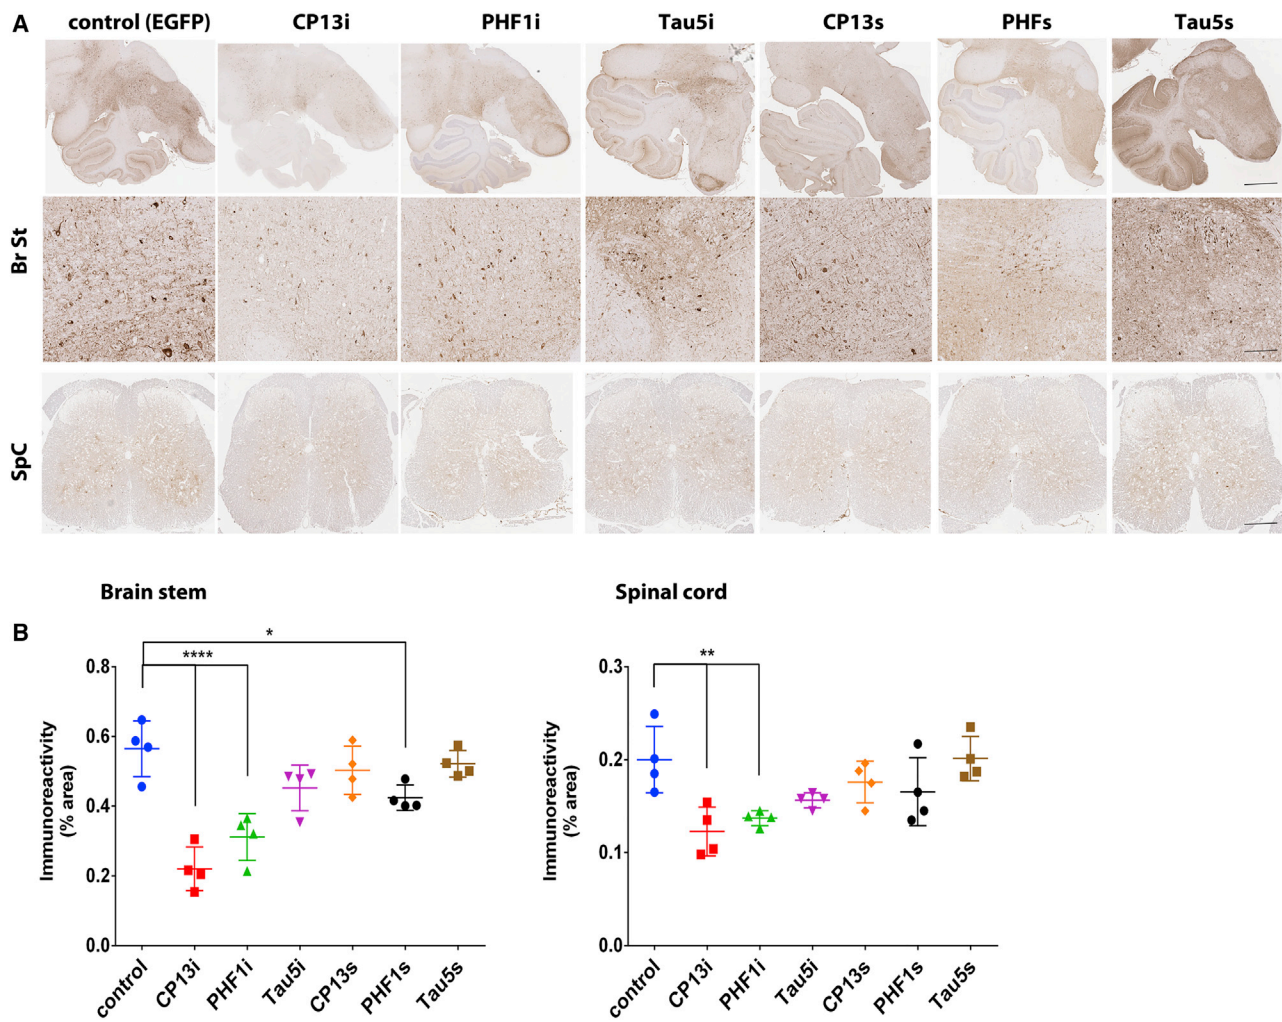 A control (EGFP) CP13i PHF1i Tau5i CP13s PHFs Tau5s
Br St
SpC
Brain stem
Spinal cord
B
*
****
0.8
0.6
0.4
0.2
0.0
Immunoreactivity
(% area)
control CP13i PHF1i Tau5i CP13s PHF1s Tau5s
**
0.3
0.2
0.1
0.0
Immunoreactivity
(% area)
control CP13i PHF1i Tau5i CP13s PHF1s Tau5s